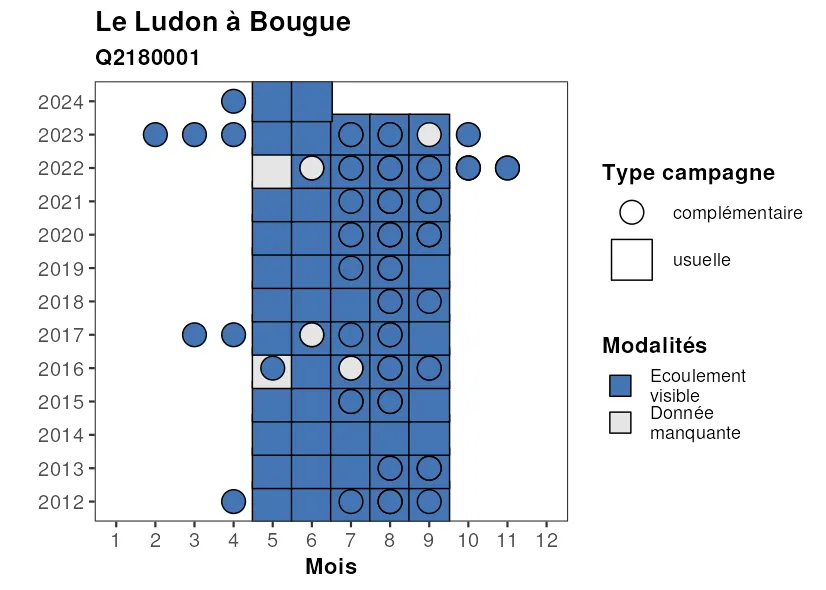 Le Ludon à Bougue
Q2180001
2024
2023
2022
2021
2020
2019
2018
2017
2016
2015
2014
2013
2012
1 2 3 4 5 6 7 8 9 10 11 12
Mois
Type campagne
complémentaire
usuelle
Modalités
Ecoulement
visible
Donnée
manquante